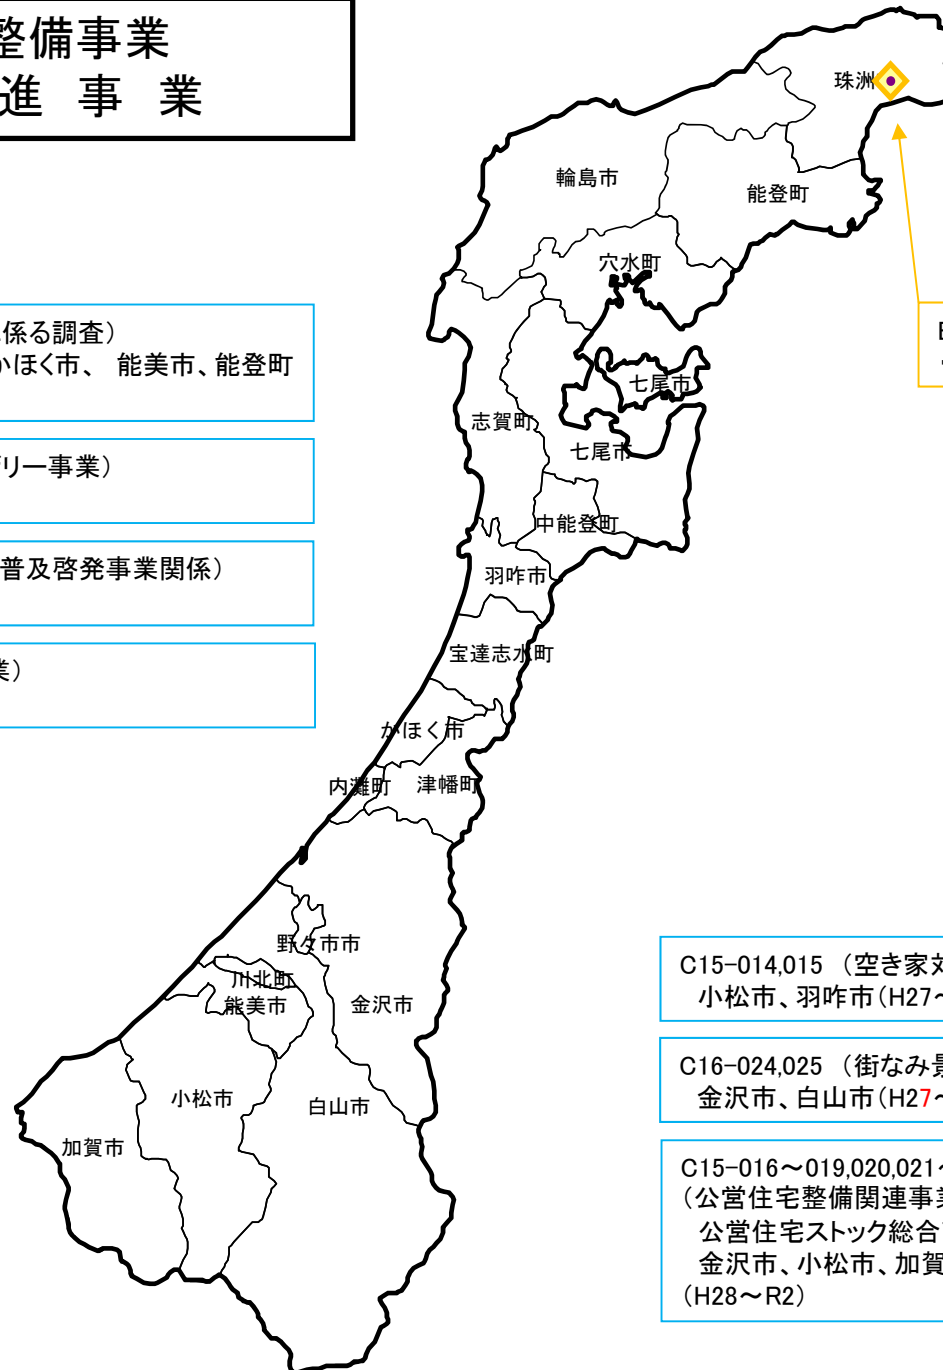 整備事業
進 事 業
係る調査）
かほく市、 能美市、能登町
リー事業）
普及啓発事業関係）
業）
珠洲
輪島市
能登町
穴水町
七尾市
志賀町
七尾市
中能登町
羽咋市
宝達志水町
かほく市
内灘町
津幡町
野々市市
川北町
能美市
金沢市
小松市
白山市
加賀市
C15-014,015 （空き家対
小松市、羽咋市（H27～
C16-024,025 （街なみ景
金沢市、白山市（H27～
C15-016～019,020,021～
（公営住宅整備関連事業
公営住宅ストック総合
金沢市、小松市、加賀
（H28～R2）